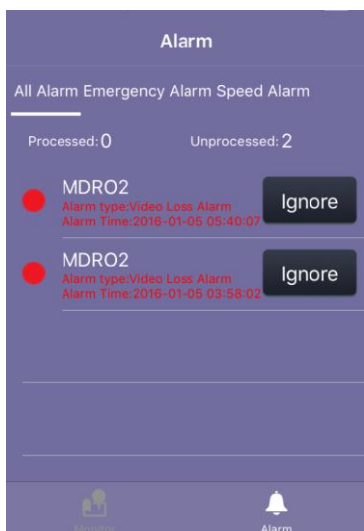 Alarm
All Alarm Emergency Alarm Speed Alarm
Processed:0 Unprocessed:2
MDRO2
Alarm type:Video Loss Alarm
Alarm Time:2016-01-05 05:40:07
Ignore
MDRO2
Alarm type:Video Loss Alarm
Alarm Time:2016-01-05 03:58:02
Ignore
Monitor Alarm